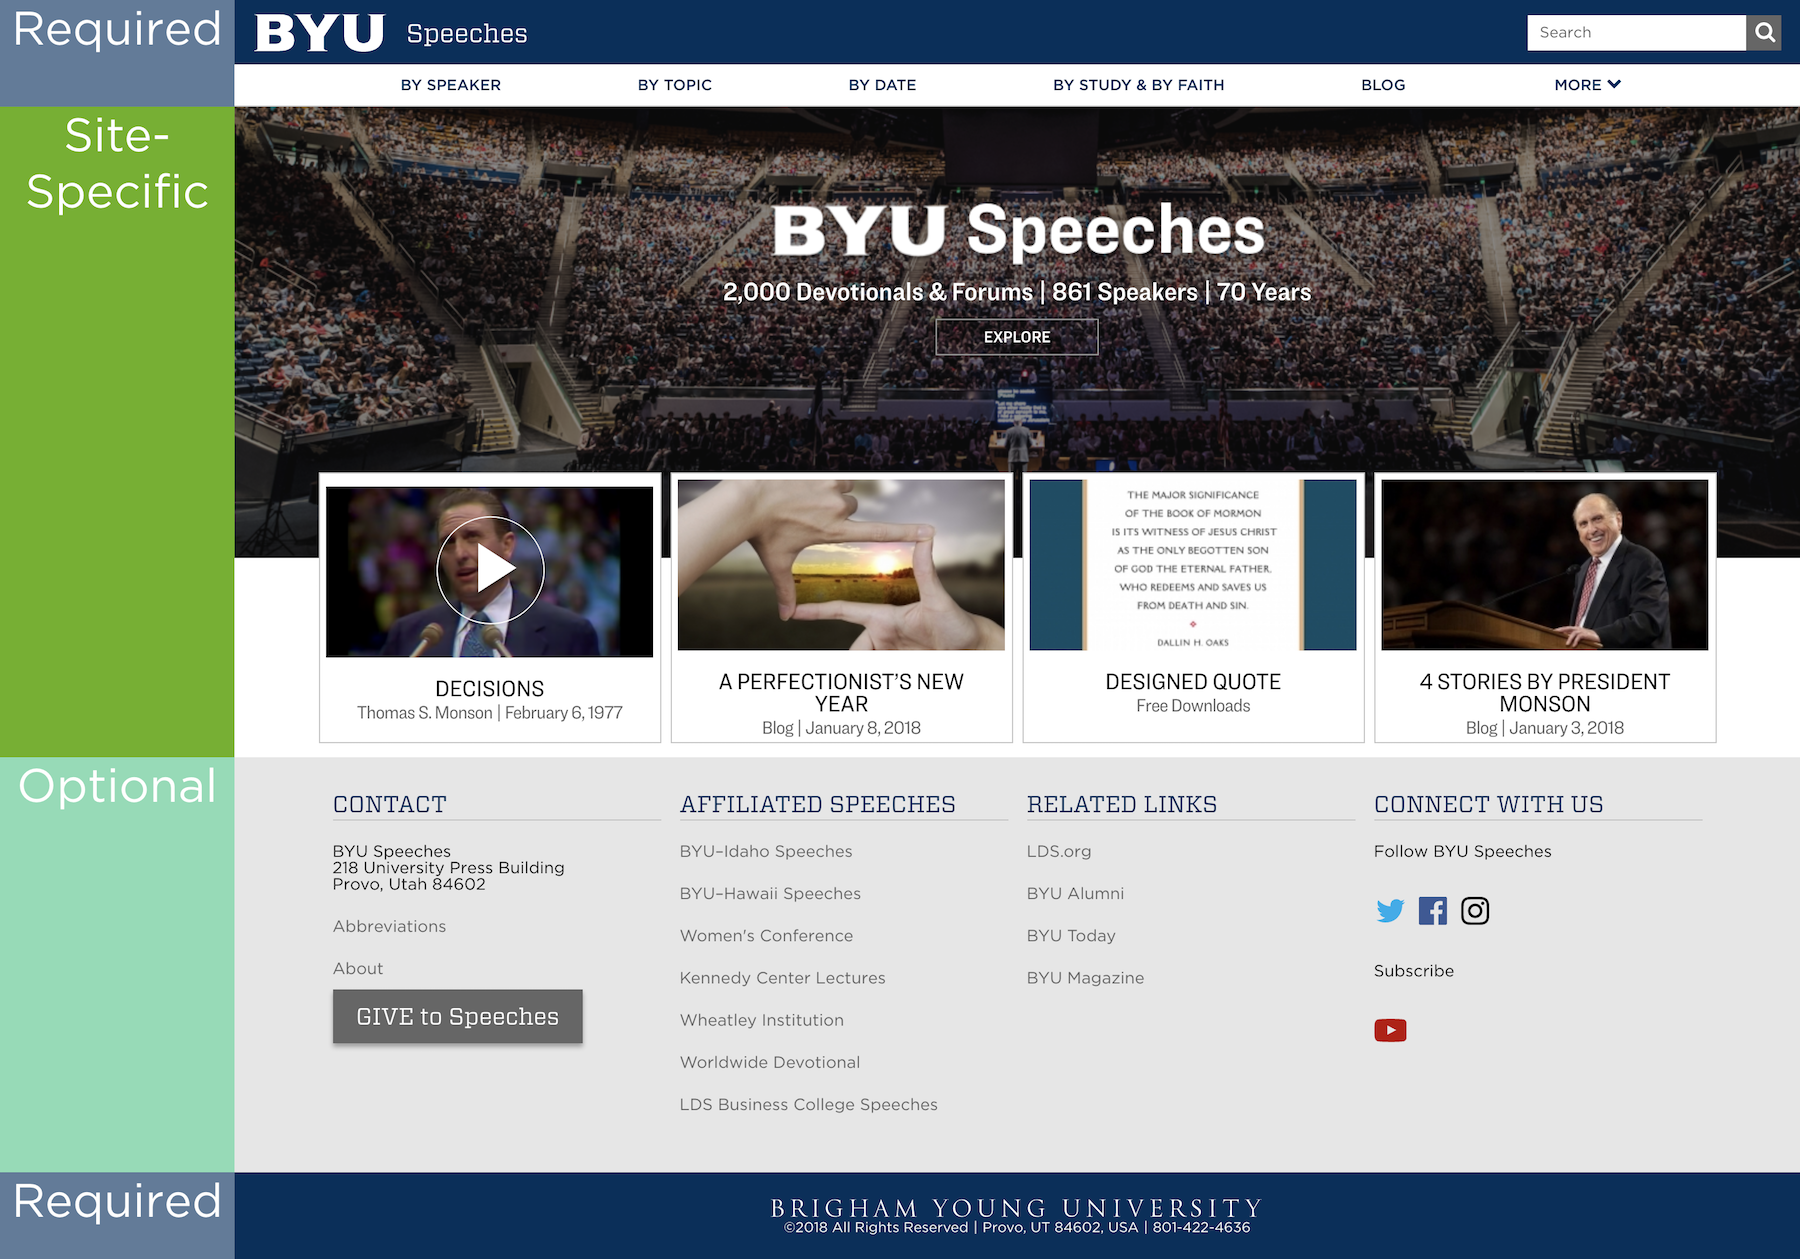 Required
BYU Speeches
Search
BY SPEAKER BY TOPIC BY DATE BY STUDY & BY FAITH BLOG MORE
Site-
Specific
BYU Speeches
2,000 Devotionals & Forums | 861 Speakers | 70 Years
EXPLORE
DECISIONS
Thomas S. Monson | February 6, 1977
A PERFECTIONIST’S NEW
YEAR
Blog | January 8, 2018
THE MAJOR SIGNIFICANCE
OF THE BOOK OF MORMON
IS ITS WITNESS OF JESUS CHRIST
AS THE ONLY BEGOTTEN SON
OF GOD THE ETERNAL FATHER,
WHO REDEEMS AND SAVES US
FROM DEATH AND SIN.
DALLIN H. OAKS
DESIGNED QUOTE
Free Downloads
4 STORIES BY PRESIDENT
MONSON
Blog | January 3, 2018
Optional
CONTACT
BYU Speeches
218 University Press Building
Provo, Utah 84602
Abbreviations
About
GIVE to Speeches
AFFILIATED SPEECHES
BYU–Idaho Speeches
BYU–Hawaii Speeches
Women's Conference
Kennedy Center Lectures
Wheatley Institution
Worldwide Devotional
LDS Business College Speeches
RELATED LINKS
LDS.org
BYU Alumni
BYU Today
BYU Magazine
CONNECT WITH US
Follow BYU Speeches
Subscribe
Required
BRIGHAM YOUNG UNIVERSITY
©2018 All Rights Reserved | Provo, UT 84602, USA | 801-422-4636